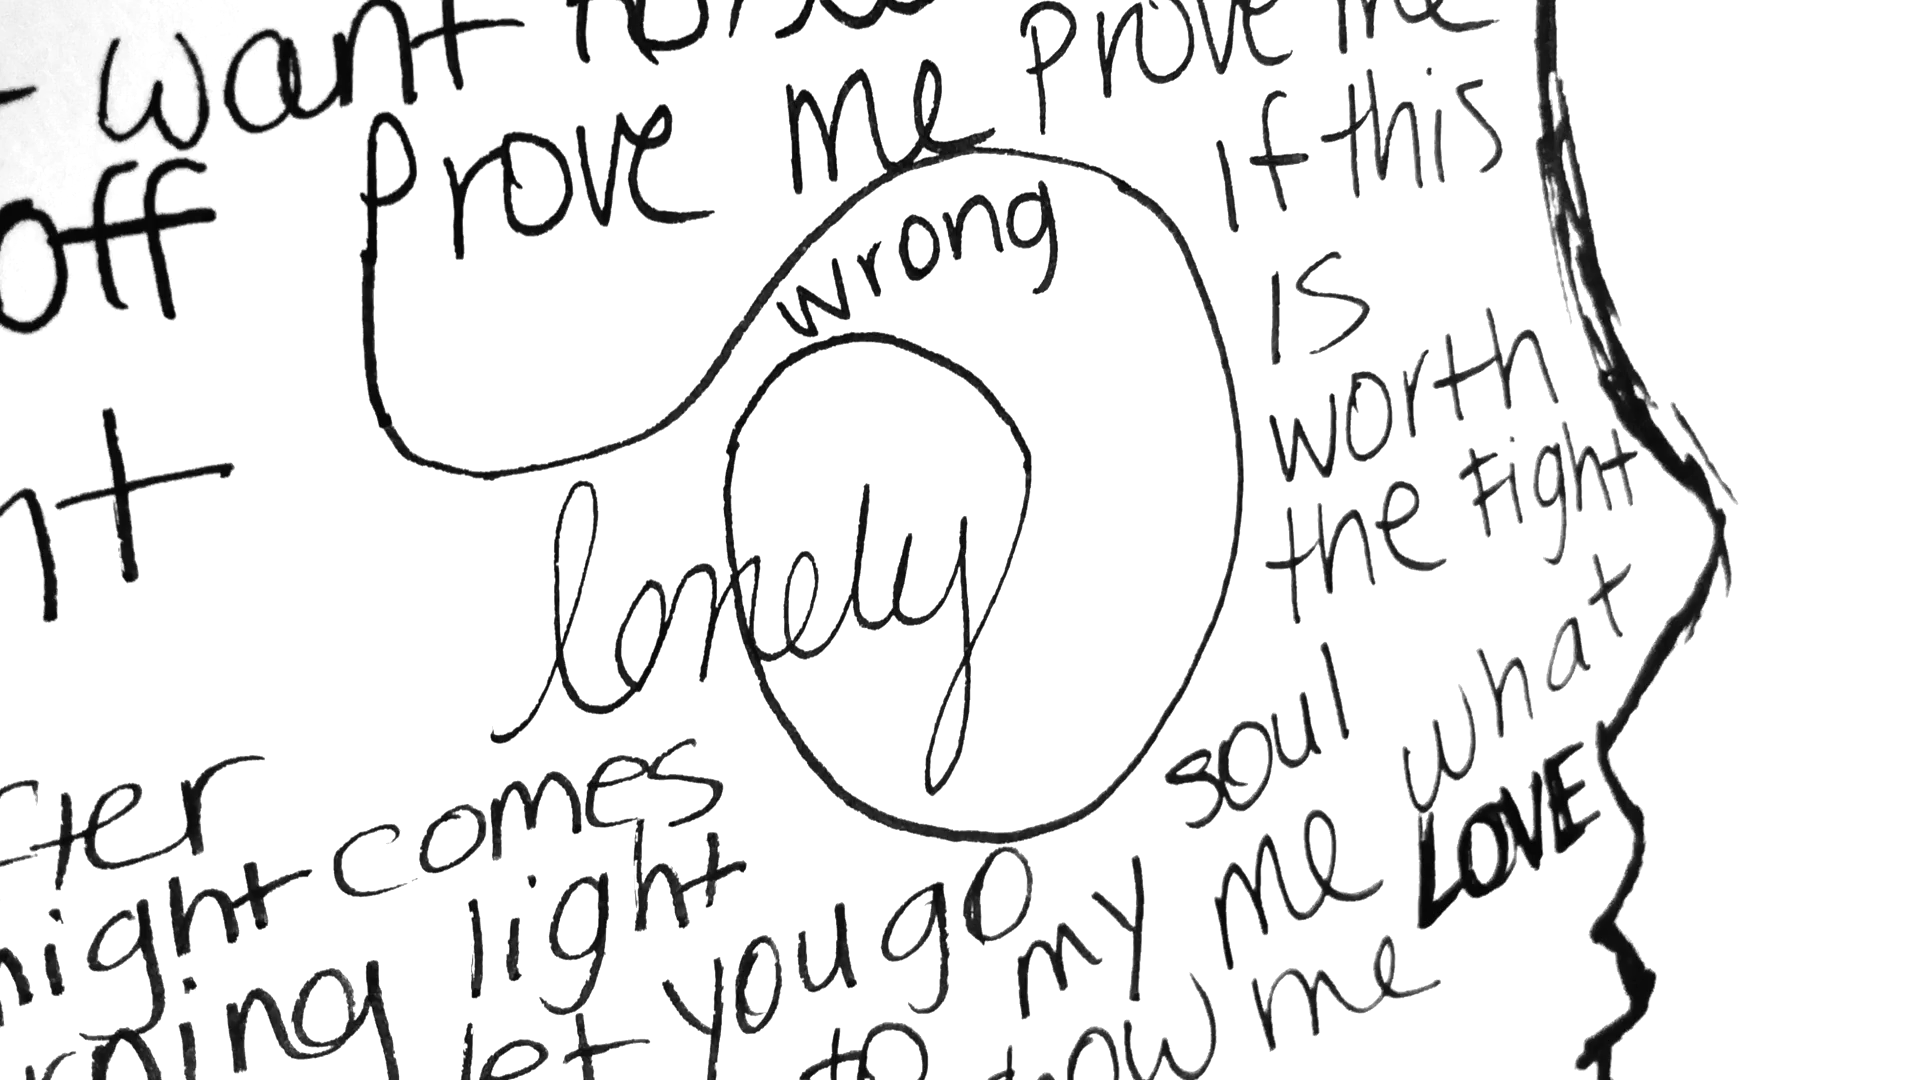 want
Prove me Prove me
off
wrong
If this
is
worth
the Fight
lonely
soul
what
comes
night
me LOVE
light
you go
my
me
let
to